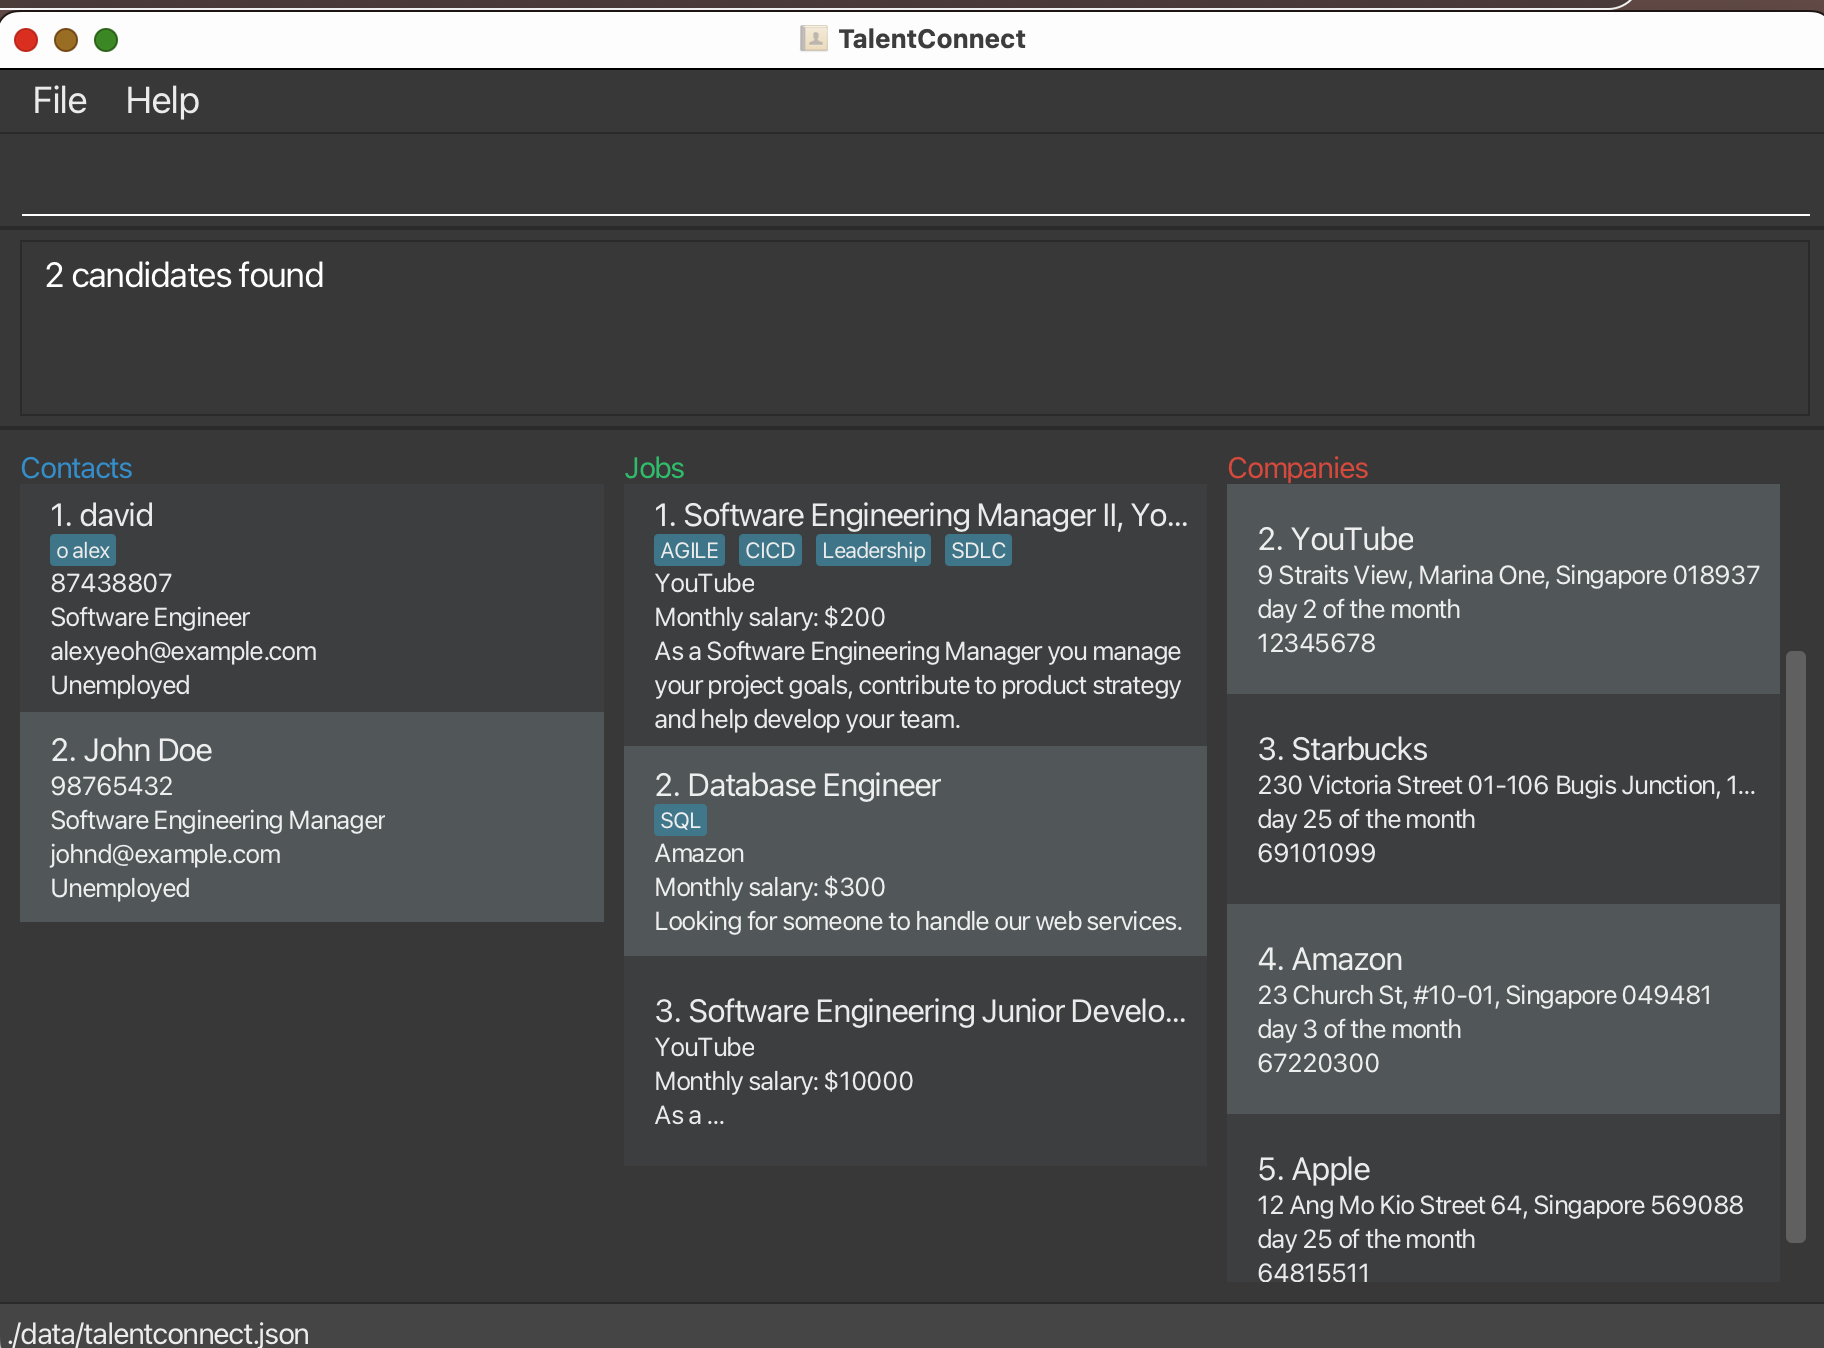 TalentConnect
File Help
2 candidates found
Contacts
1. david
o alex
87438807
Software Engineer
alexyeoh@example.com
Unemployed
2. John Doe
98765432
Software Engineering Manager
johnd@example.com
Unemployed
Jobs
1. Software Engineering Manager II, Yo...
AGILE CICD Leadership SDLC
YouTube
Monthly salary: $200
As a Software Engineering Manager you manage
your project goals, contribute to product strategy
and help develop your team.
2. Database Engineer
SQL
Amazon
Monthly salary: $300
Looking for someone to handle our web services.
3. Software Engineering Junior Develo...
YouTube
Monthly salary: $10000
As a ...
Companies
2. YouTube
9 Straits View, Marina One, Singapore 018937
day 2 of the month
12345678
3. Starbucks
230 Victoria Street 01-106 Bugis Junction, 1...
day 25 of the month
69101099
4. Amazon
23 Church St, #10-01, Singapore 049481
day 3 of the month
67220300
5. Apple
12 Ang Mo Kio Street 64, Singapore 569088
day 25 of the month
64815511
./data/talentconnect.json